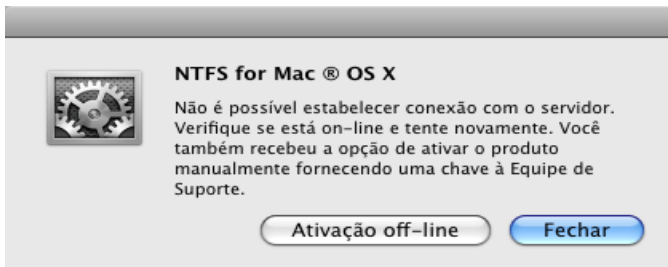 NTFS for Mac ® OS X
Não é possível estabelecer conexão com o servidor.
Verifique se está on-line e tente novamente. Você
também recebeu a opção de ativar o produto
manualmente fornecendo uma chave à Equipe de
Suporte.
Ativação off-line
Fechar